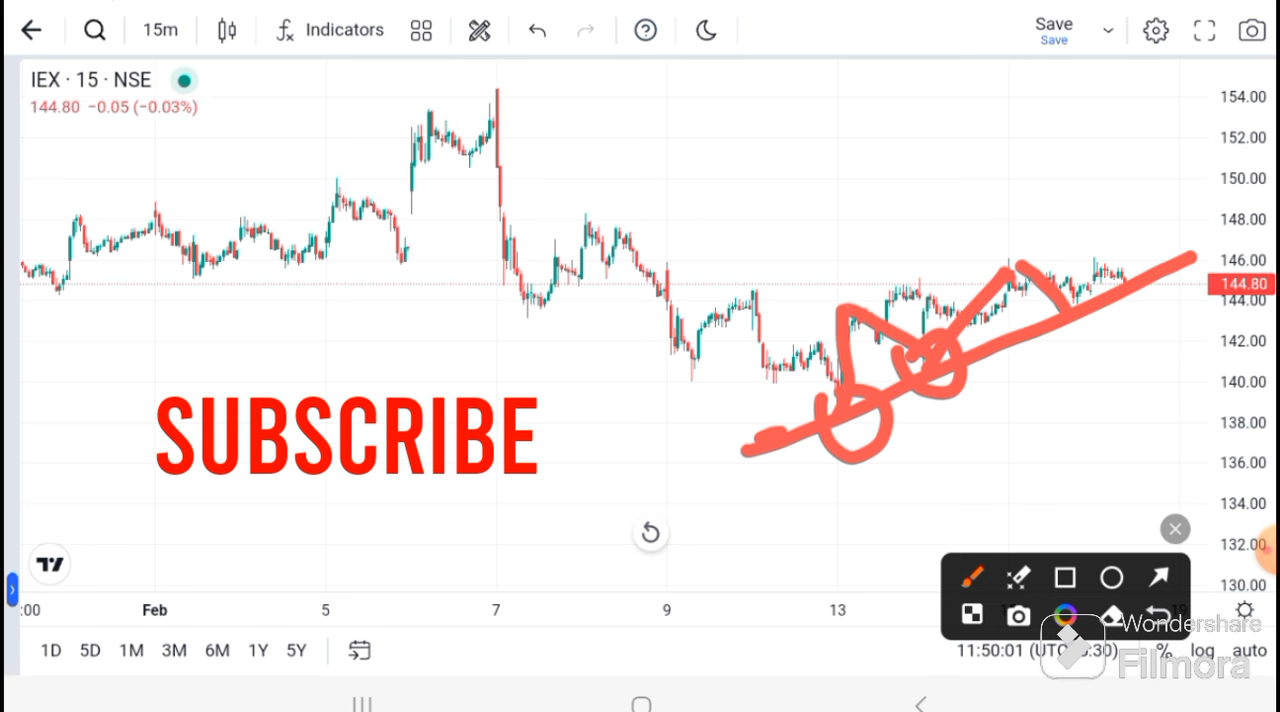 15m Indicators Save
Save
IEX · 15 · NSE
144.80 −0.05 (−0.03%)
154.00
152.00
150.00
148.00
146.00
144.80
144.00
142.00
140.00
138.00
136.00
134.00
132.00
130.00
SUBSCRIBE
:00 Feb 5 7 9 13
1D 5D 1M 3M 6M 1Y 5Y
11:50:01 (UTC % log auto
Wondershare
Filmora